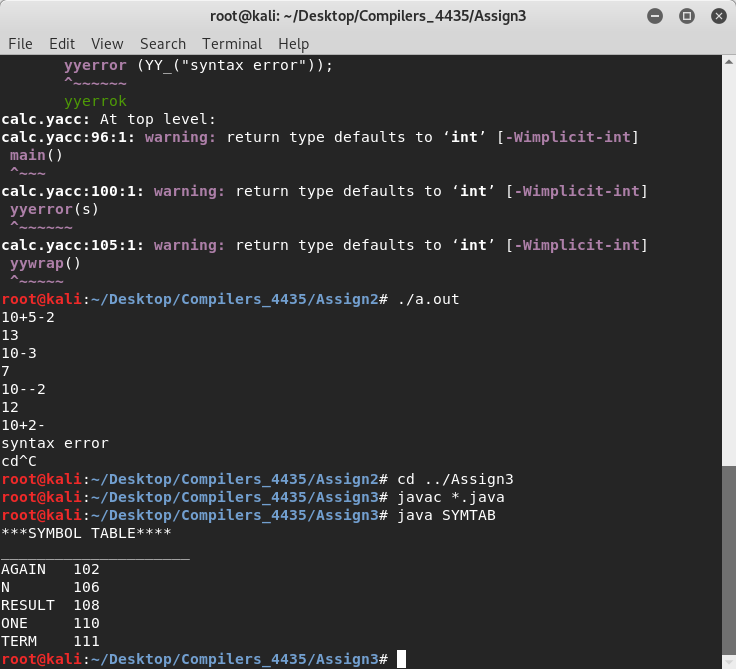 root@kali: ~/Desktop/Compilers_4435/Assign3
File Edit View Search Terminal Help
yyerror (YY_("syntax error"));
^~~~~~~
yyerrok
calc.yacc: At top level:
calc.yacc:96:1: warning: return type defaults to ‘int’ [-Wimplicit-int]
main()
^~~~
calc.yacc:100:1: warning: return type defaults to ‘int’ [-Wimplicit-int]
yyerror(s)
^~~~~~~
calc.yacc:105:1: warning: return type defaults to ‘int’ [-Wimplicit-int]
yywrap()
^~~~~~
root@kali:~/Desktop/Compilers_4435/Assign2# ./a.out
10+5-2
13
10-3
7
10--2
12
10+2-
syntax error
cd^C
root@kali:~/Desktop/Compilers_4435/Assign2# cd ../Assign3
root@kali:~/Desktop/Compilers_4435/Assign3# javac *.java
root@kali:~/Desktop/Compilers_4435/Assign3# java SYMTAB
***SYMBOL TABLE****
_____________________
AGAIN 102
N 106
RESULT 108
ONE 110
TERM 111
root@kali:~/Desktop/Compilers_4435/Assign3#